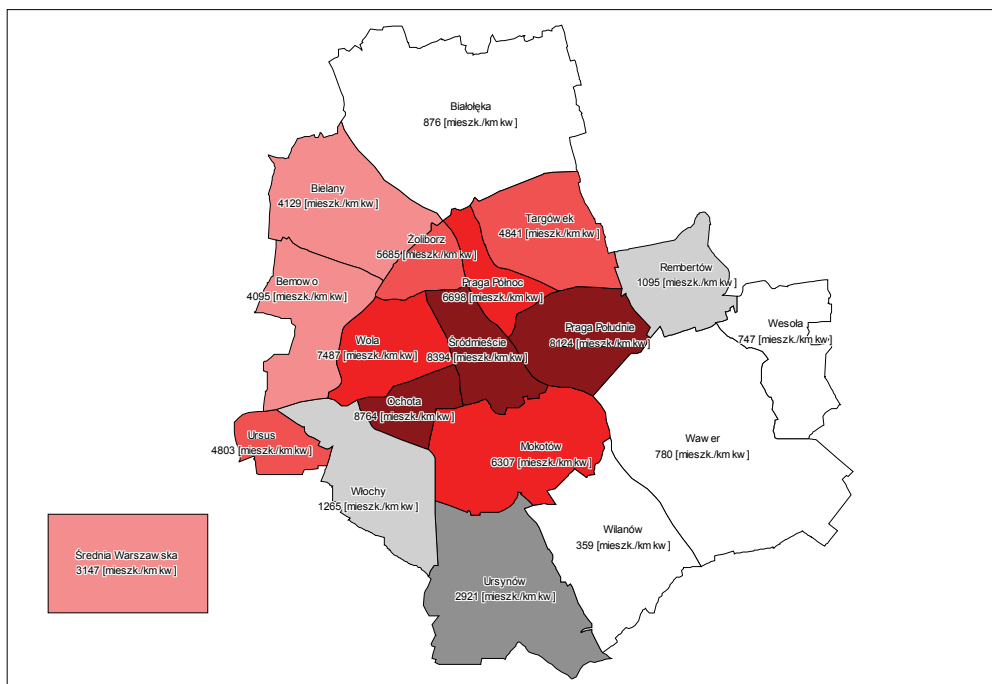 Białołęka
876 [mieszk./km kw]
Bielany
4129 [mieszk./km kw]
Targówek
4841 [mieszk./km kw]
Żoliborz
5685 [mieszk./km kw]
Rembertów
1095 [mieszk./km kw]
Bemowo
4095 [mieszk./km kw]
Praga Północ
6698 [mieszk./km kw]
Wesoła
747 [mieszk./km kw]
Praga Południe
8124 [mieszk./km kw]
Wola
7487 [mieszk./km kw]
Śródmieście
8394 [mieszk./km kw]
Ochota
8764 [mieszk./km kw]
Ursus
4803 [mieszk./km kw]
Mokotów
6307 [mieszk./km kw]
Wawer
780 [mieszk./km kw]
Włochy
1265 [mieszk./km kw]
Wilanów
359 [mieszk./km kw]
Średnia Warszawska
3147 [mieszk./km kw]
Ursynów
2921 [mieszk./km kw]